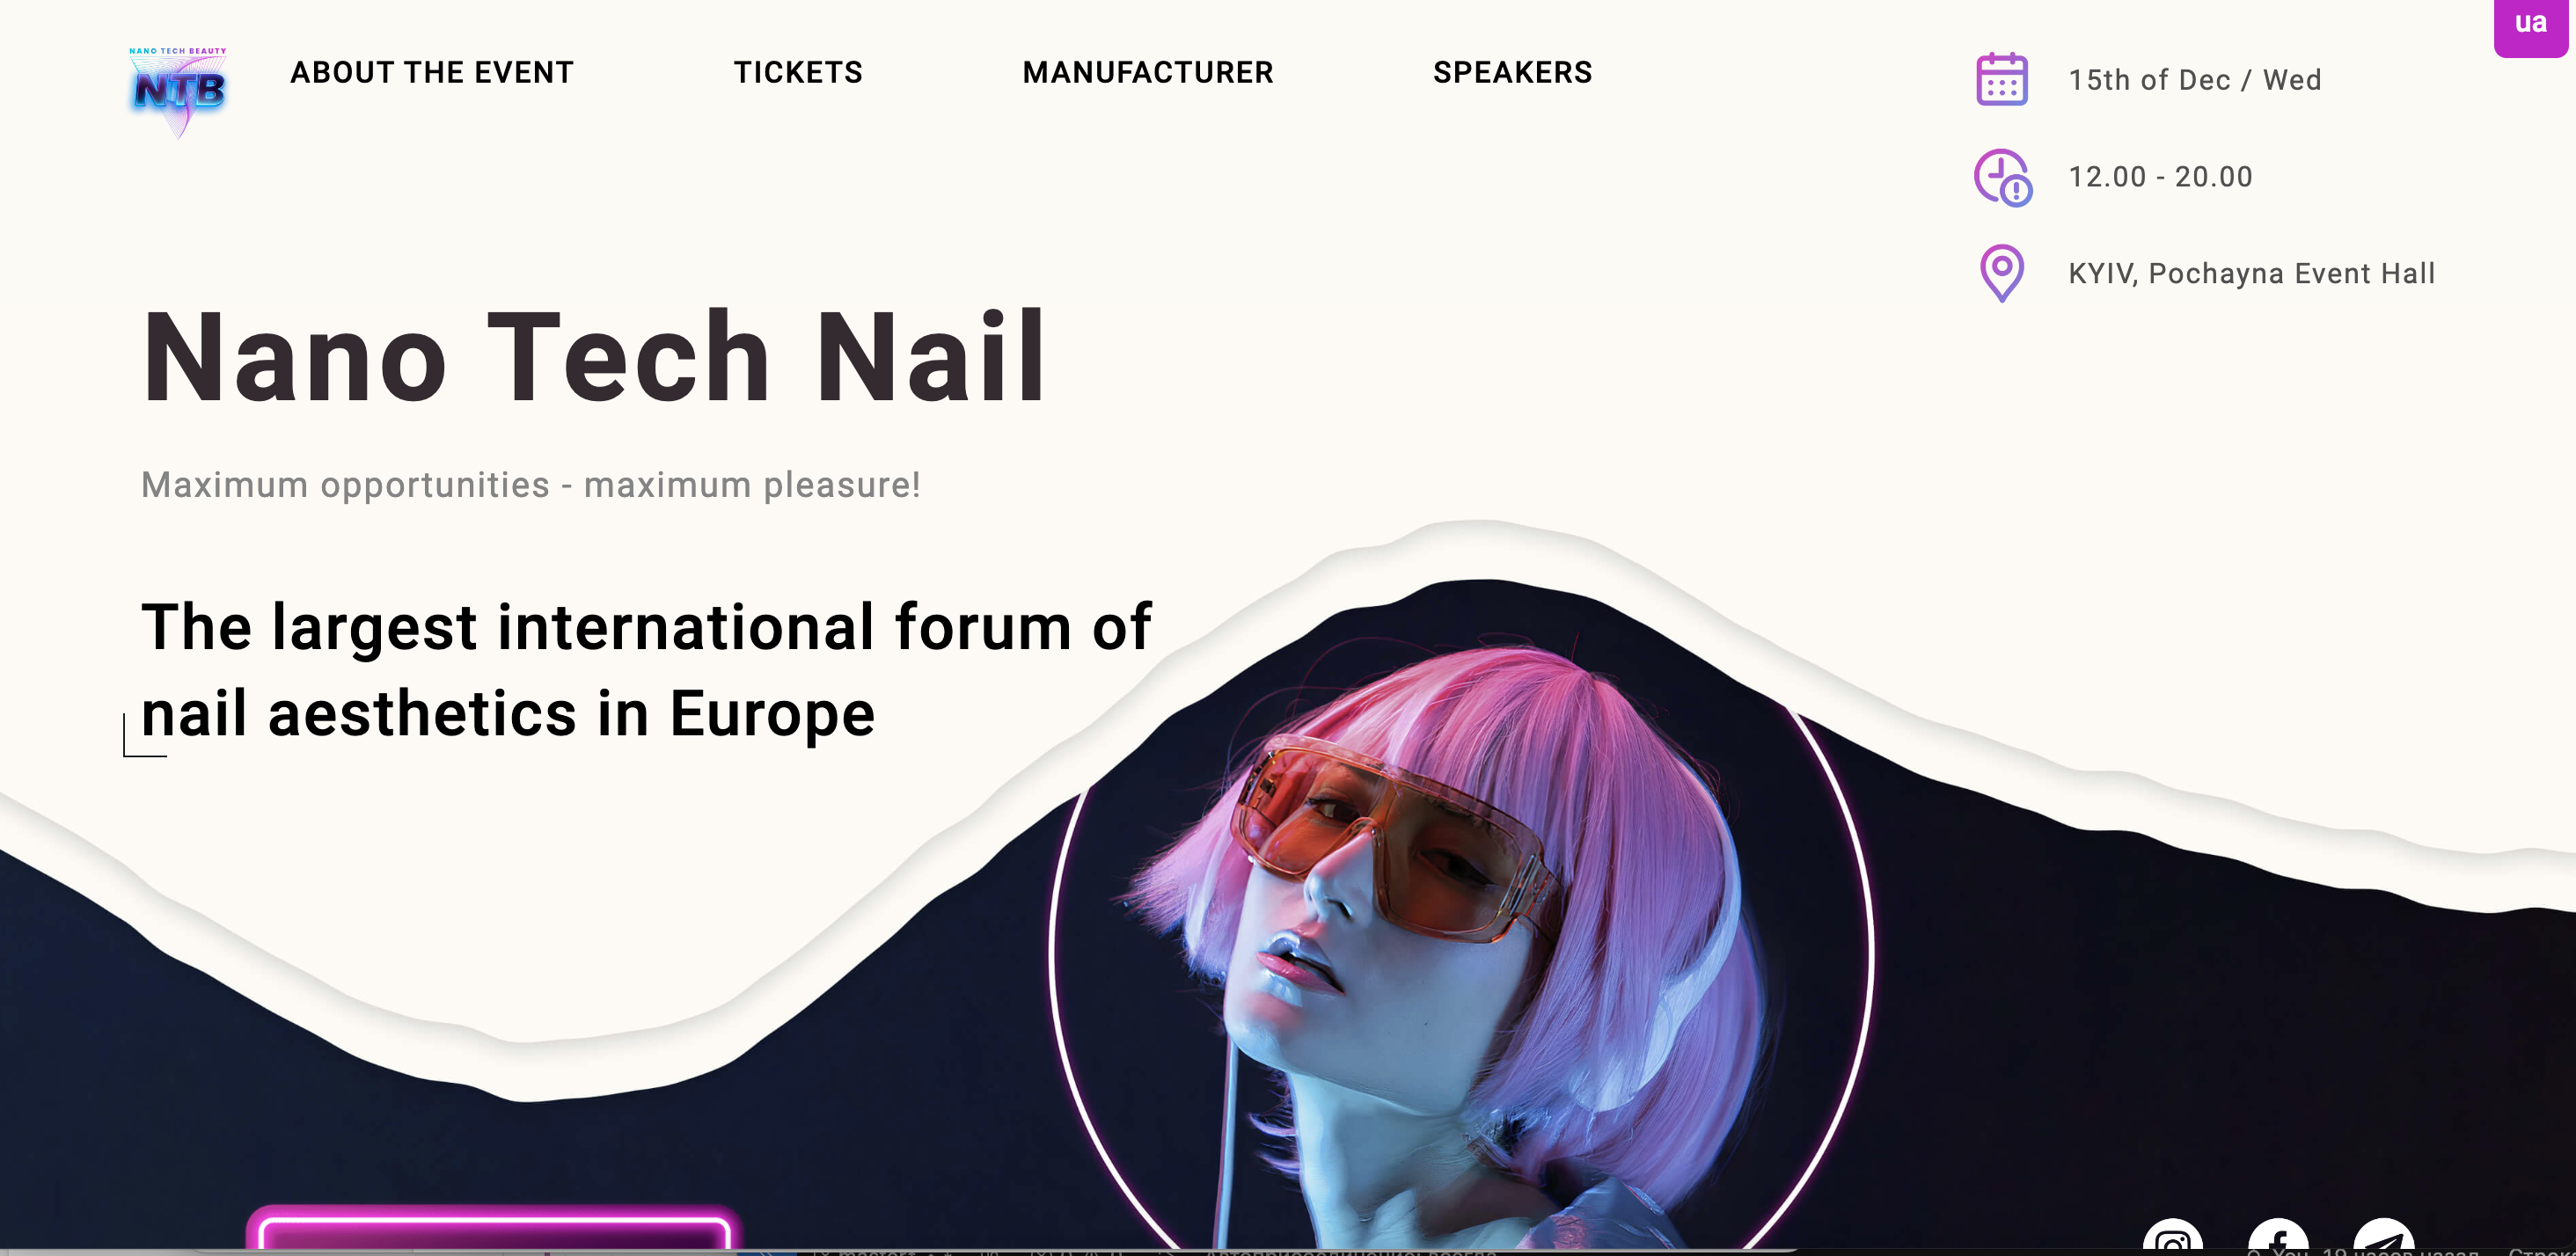 ua
NANO TECH BEAUTY
NTB
ABOUT THE EVENT
TICKETS
MANUFACTURER
SPEAKERS
15th of Dec / Wed
12.00 - 20.00
KYIV, Pochayna Event Hall
Nano Tech Nail
Maximum opportunities - maximum pleasure!
The largest international forum of
nail aesthetics in Europe